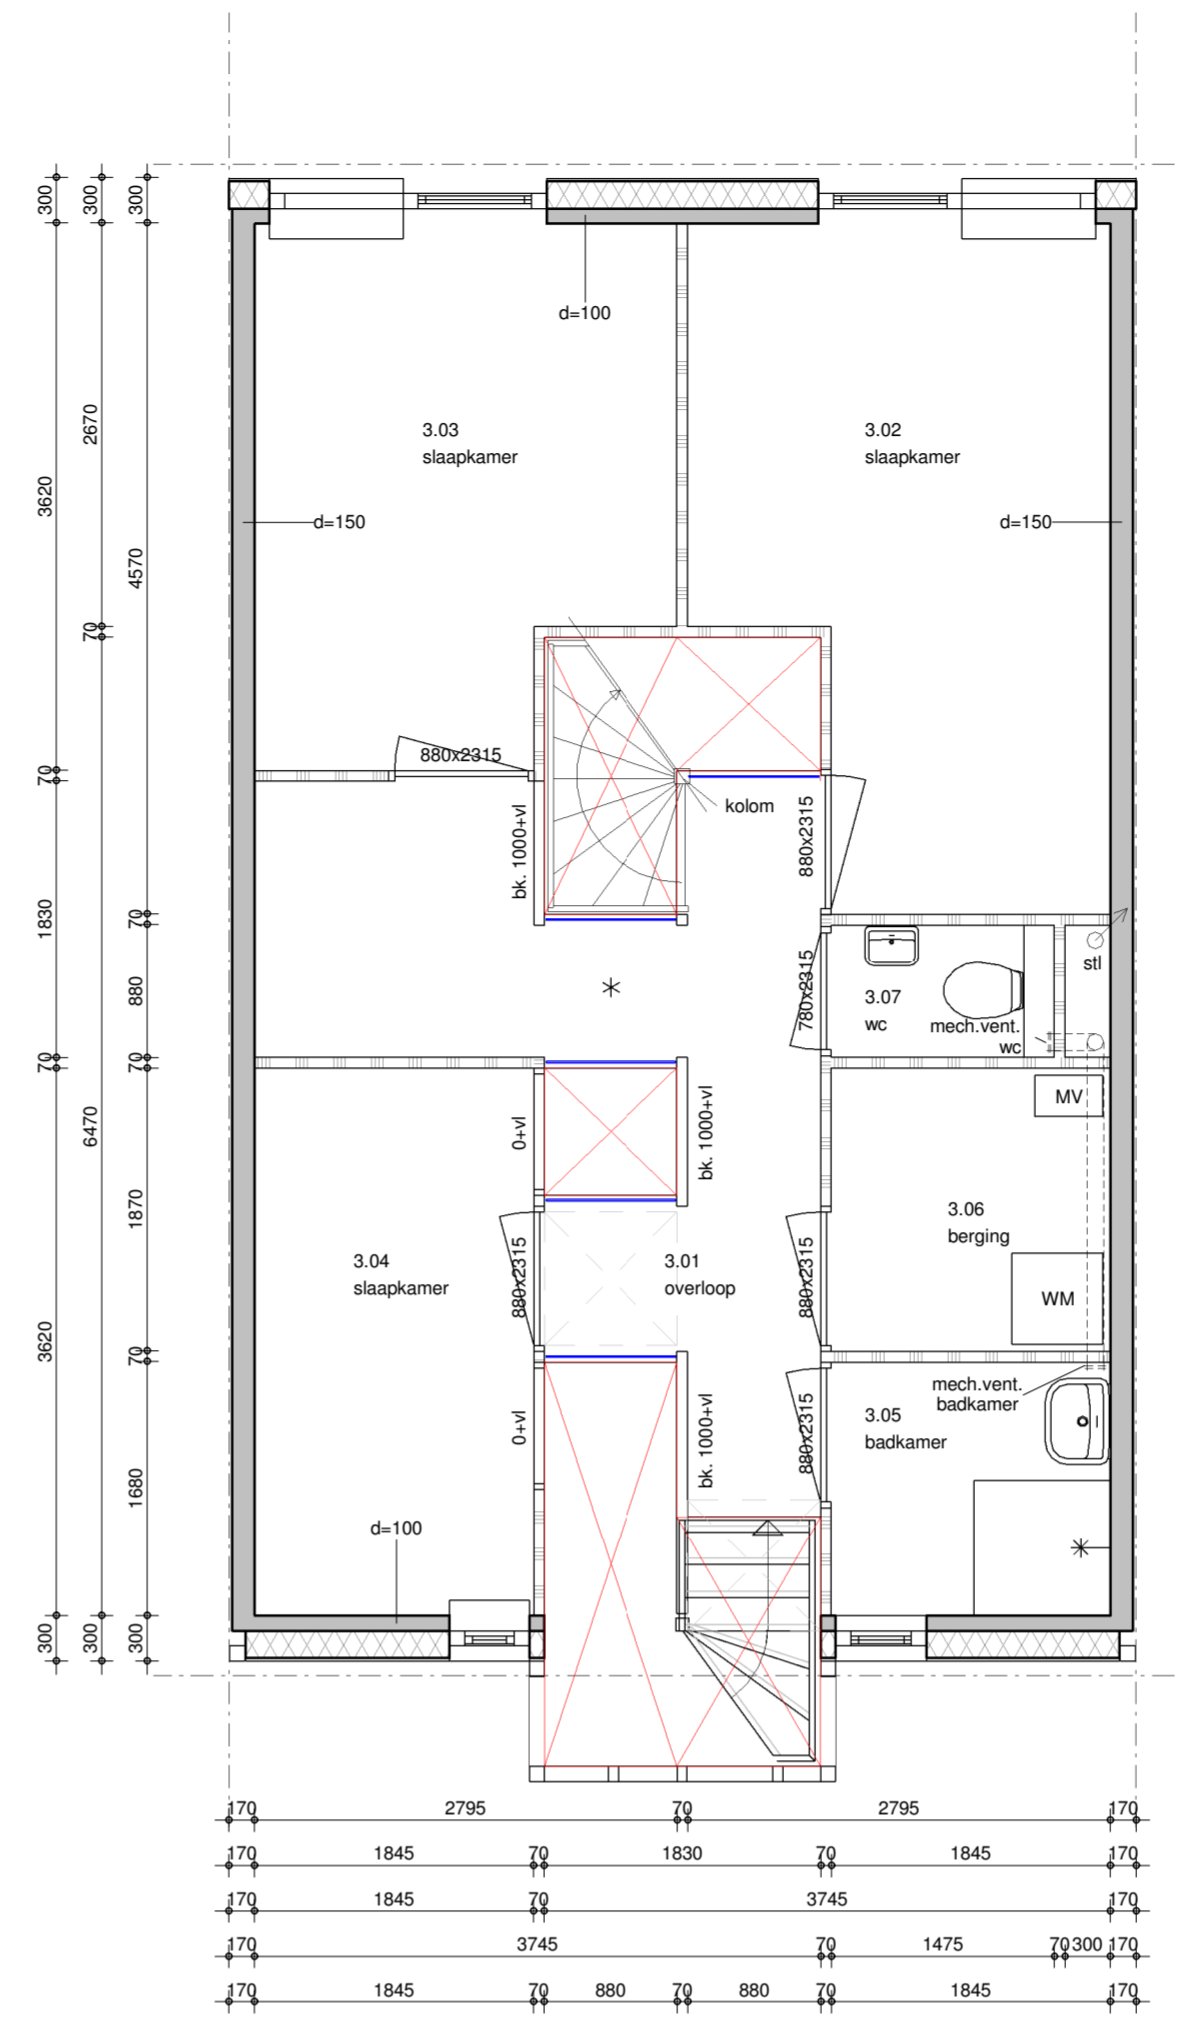 300
300
300
d=100
2670
3.03
slaapkamer
3.02
slaapkamer
3620
d=150
d=150
4570
70
880x2315
70
kolom
bk. 1000+vl
880x2315
1830
70
stl
880
780x2315
3.07
wc
mech.vent.
wc
70
70
MV
6470
0+vl
bk. 1000+vl
1870
3.06
berging
3.04
slaapkamer
880x2315
3.01
overloop
880x2315
WM
3620
70
mech.vent.
badkamer
0+vl
bk. 1000+vl
880x2315
3.05
badkamer
1680
d=100
300
300
300
170
2795
70
2795
170
170
1845
70
1830
70
1845
170
170
1845
70
3745
170
170
3745
70
1475
70
300
170
170
1845
70
880
70
880
70
1845
170